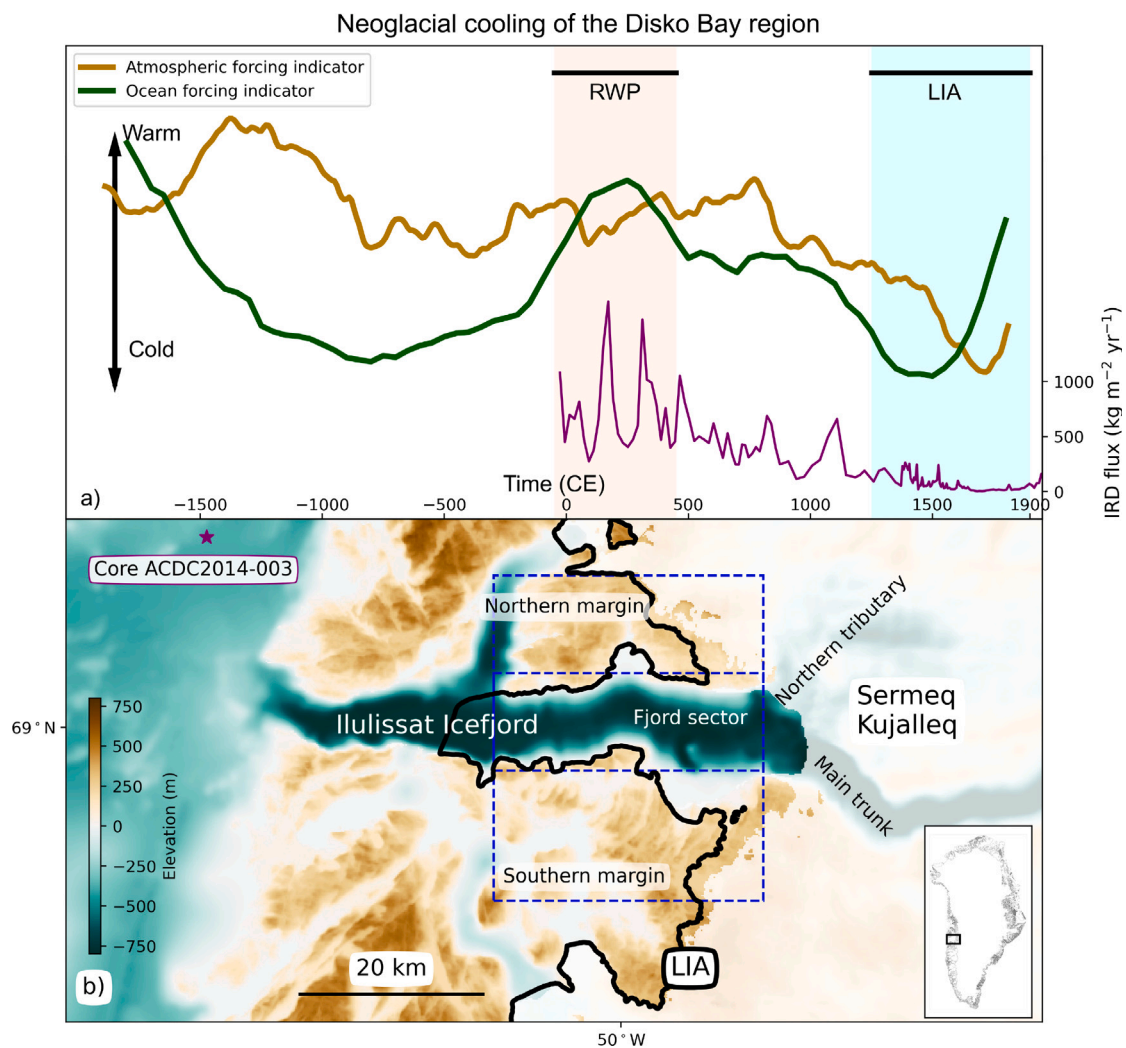 Neoglacial cooling of the Disko Bay region
Atmospheric forcing indicator
Ocean forcing indicator
RWP
LIA
Warm
Cold
1000
500
0
IRD flux (kg m⁻² yr⁻¹)
Time (CE)
a)
−1500
−1000
−500
0
500
1000
1500
1900
Core ACDC2014-003
Northern margin
Northern tributary
Sermeq
Kujalleq
Ilulissat Icefjord
Fjord sector
Main trunk
69°N
750
500
250
0
−250
−500
−750
Elevation (m)
Southern margin
20 km
LIA
b)
50°W